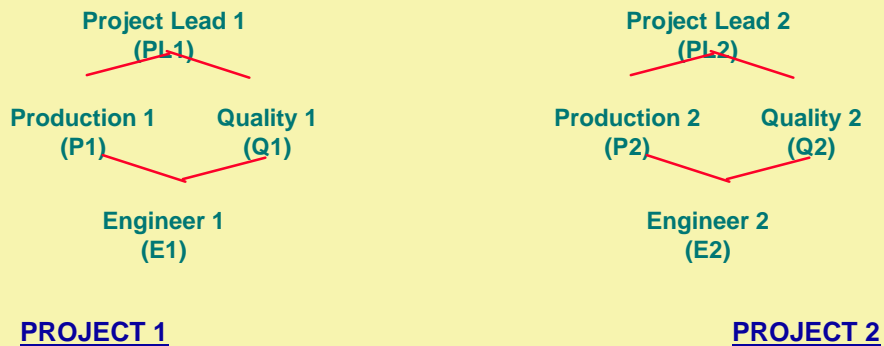 Project Lead 1
(PL1)
Project Lead 2
(PL2)
Production 1
(P1)
Quality 1
(Q1)
Production 2
(P2)
Quality 2
(Q2)
Engineer 1
(E1)
Engineer 2
(E2)
PROJECT 1
PROJECT 2